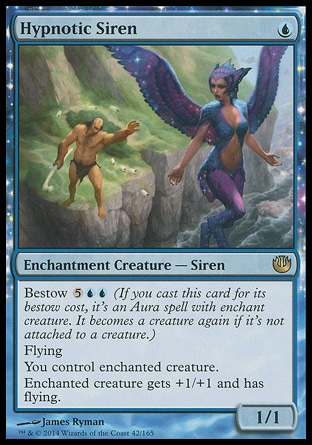 Hypnotic Siren
Enchantment Creature — Siren
Bestow 5 (If you cast this card for its
bestow cost, it's an Aura spell with enchant
creature. It becomes a creature again if it's not
attached to a creature.)
Flying
You control enchanted creature.
Enchanted creature gets +1/+1 and has
flying.
1/1
James Ryman
™ & © 2014 Wizards of the Coast 42/165